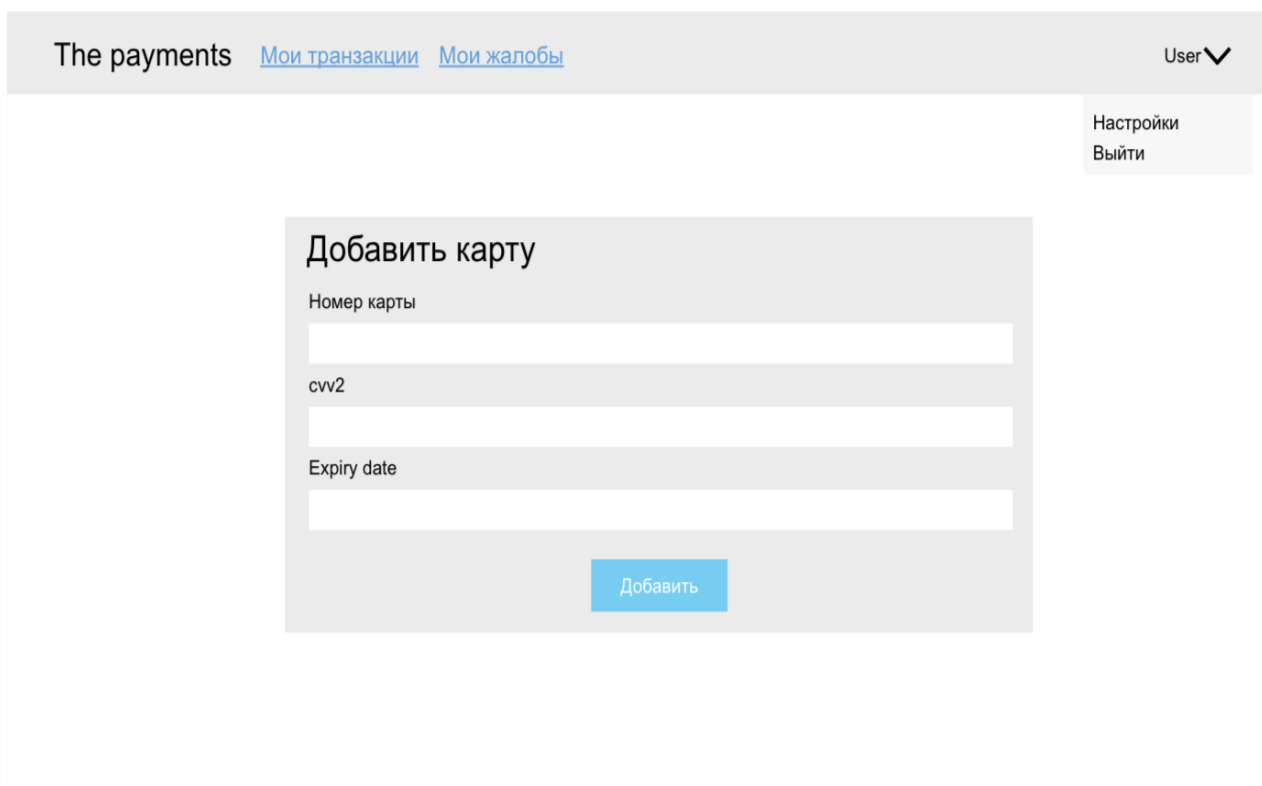 The payments Мои транзакции Мои жалобы User
Настройки
Выйти
Добавить карту
Номер карты
cvv2
Expiry date
Добавить